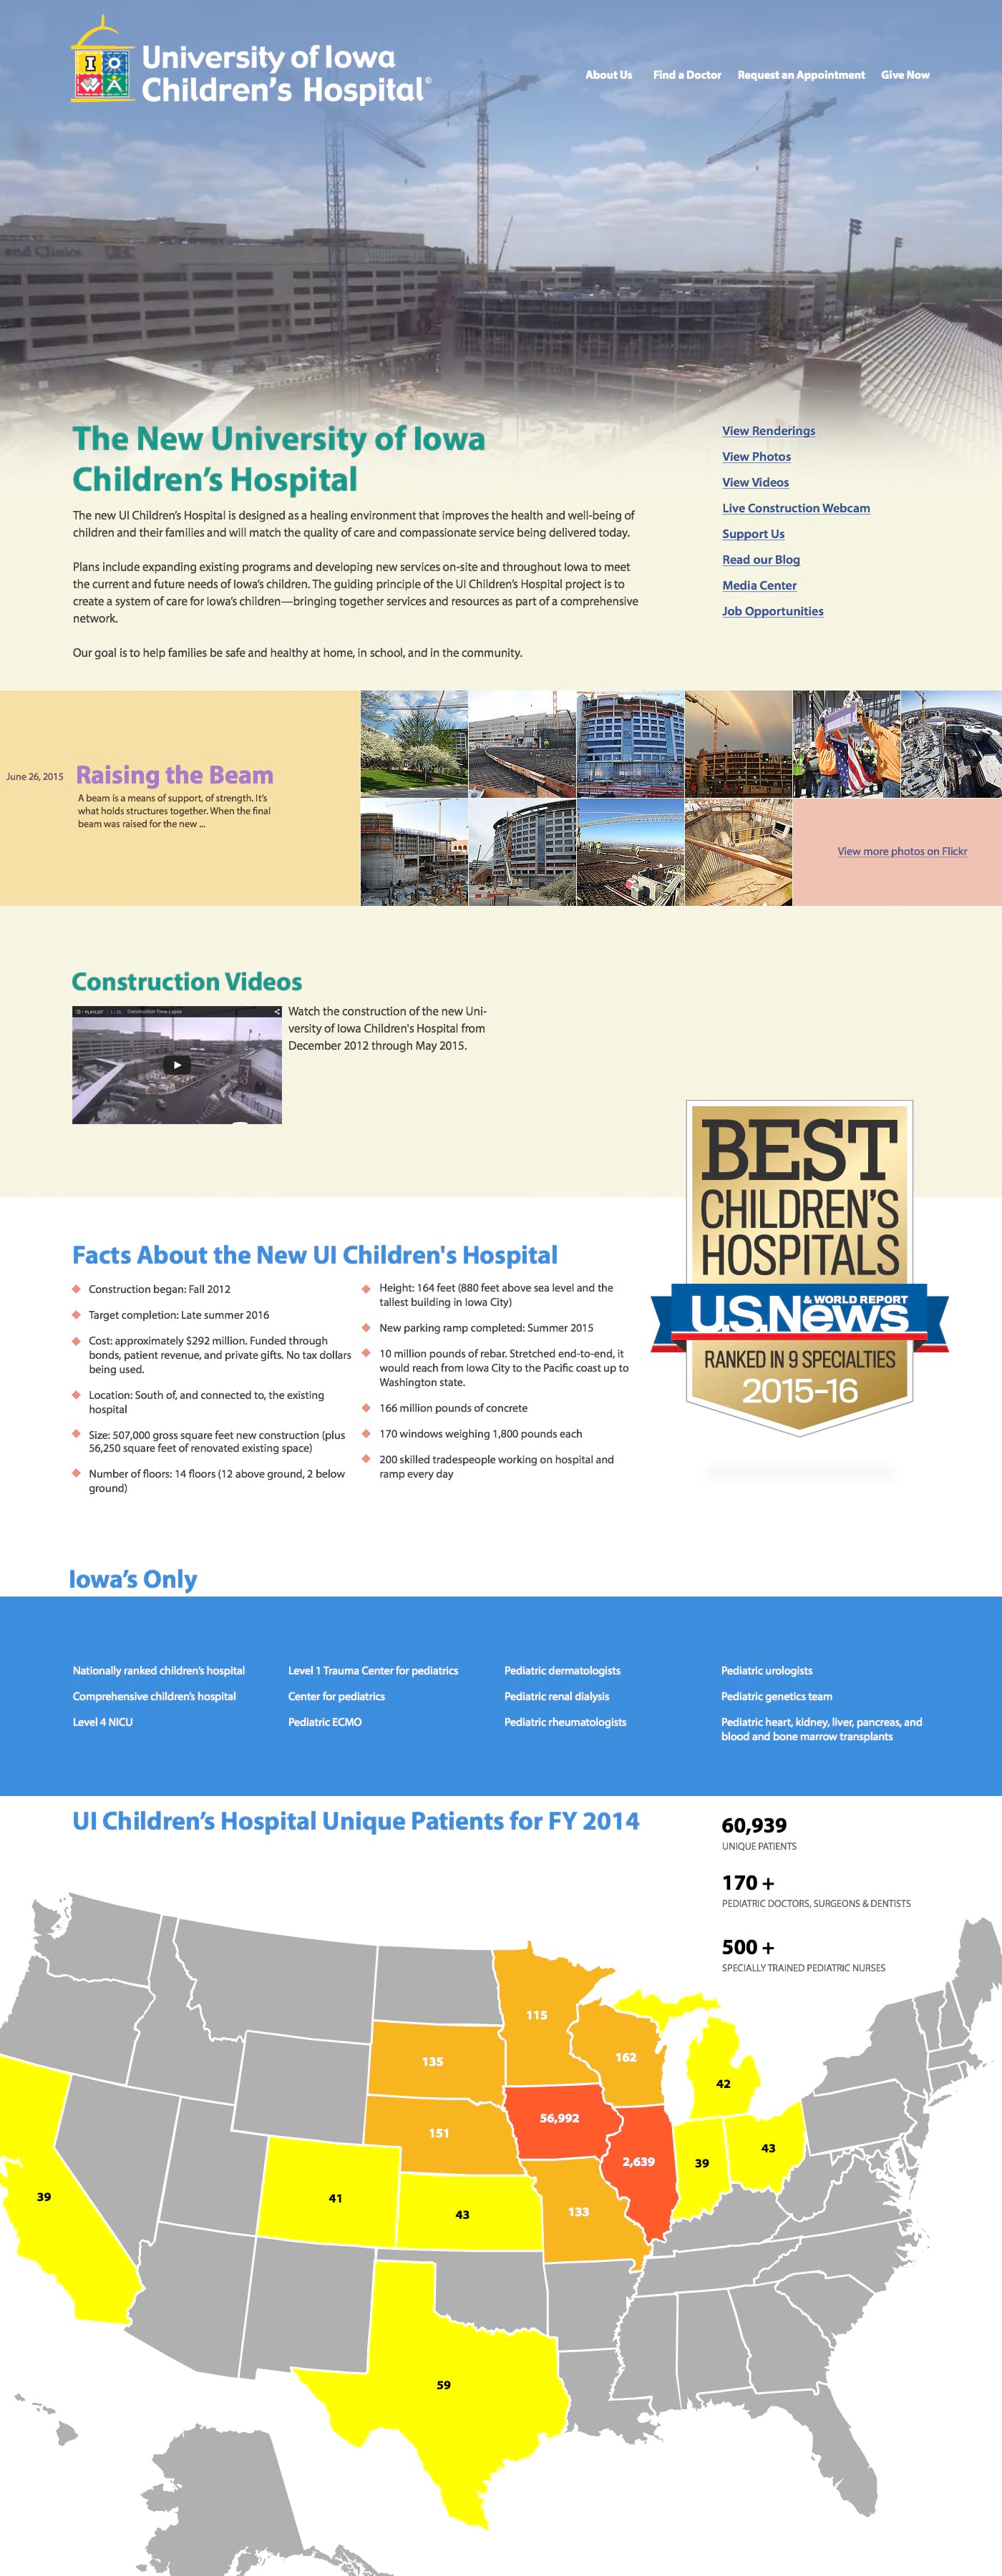 University of Iowa
Children's Hospital®
About Us
Find a Doctor
Request an Appointment
Give Now
The New University of Iowa
Children's Hospital
The new UI Children's Hospital is designed as a healing environment that improves the health and well-being of
children and their families and will match the quality of care and compassionate service being delivered today.
Plans include expanding existing programs and developing new services on-site and throughout Iowa to meet
the current and future needs of Iowa's children. The guiding principle of the UI Children's Hospital project is to
create a system of care for Iowa's children—bringing together services and resources as part of a comprehensive
network.
Our goal is to help families be safe and healthy at home, in school, and in the community.
View Renderings
View Photos
View Videos
Live Construction Webcam
Support Us
Read our Blog
Media Center
Job Opportunities
June 26, 2015
Raising the Beam
A beam is a means of support, of strength. It's
what holds structures together. When the final
beam was raised for the new ...
View more photos on Flickr
Construction Videos
PLAYLIST
Construction Time Lapse
Watch the construction of the new Uni-
versity of Iowa Children's Hospital from
December 2012 through May 2015.
BEST
CHILDREN'S
HOSPITALS
U.S.News
& WORLD REPORT
RANKED IN 9 SPECIALTIES
2015-16
Facts About the New UI Children's Hospital
Construction began: Fall 2012
Target completion: Late summer 2016
Cost: approximately $292 million. Funded through
bonds, patient revenue, and private gifts. No tax dollars
being used.
Location: South of, and connected to, the existing
hospital
Size: 507,000 gross square feet new construction (plus
56,250 square feet of renovated existing space)
Number of floors: 14 floors (12 above ground, 2 below
ground)
Height: 164 feet (880 feet above sea level and the
tallest building in Iowa City)
New parking ramp completed: Summer 2015
10 million pounds of rebar. Stretched end-to-end, it
would reach from Iowa City to the Pacific coast up to
Washington state.
166 million pounds of concrete
170 windows weighing 1,800 pounds each
200 skilled tradespeople working on hospital and
ramp every day
Iowa's Only
Nationally ranked children's hospital
Comprehensive children's hospital
Level 4 NICU
Level 1 Trauma Center for pediatrics
Center for pediatrics
Pediatric ECMO
Pediatric dermatologists
Pediatric renal dialysis
Pediatric rheumatologists
Pediatric urologists
Pediatric genetics team
Pediatric heart, kidney, liver, pancreas, and
blood and bone marrow transplants
UI Children's Hospital Unique Patients for FY 2014
60,939
UNIQUE PATIENTS
170 +
PEDIATRIC DOCTORS, SURGEONS & DENTISTS
500 +
SPECIALLY TRAINED PEDIATRIC NURSES
115
135
162
42
151
56,992
2,639
39
43
39
41
43
133
59